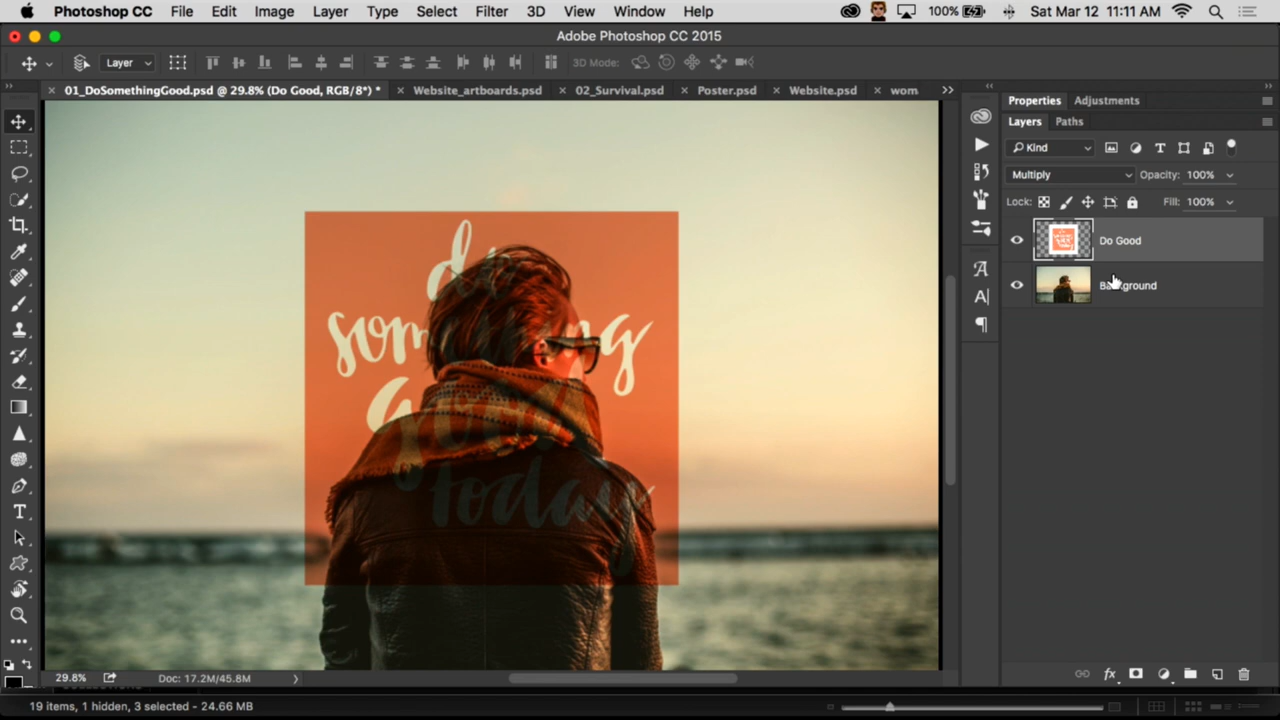 Photoshop CC File Edit Image Layer Type Select Filter 3D View Window Help 100% Sat Mar 12 11:11 AM
Adobe Photoshop CC 2015
Layer 3D Mode:
× 01_DoSomethingGood.psd @ 29.8% (Do Good, RGB/8*) * × Website_artboards.psd × 02_Survival.psd × Poster.psd × Website.psd × wom
Properties Adjustments
Layers Paths
Kind
Multiply Opacity: 100%
Lock: Fill: 100%
Do Good
Background
do
something
good
today
29.8% Doc: 17.2M/45.8M
19 items, 1 hidden, 3 selected - 24.66 MB